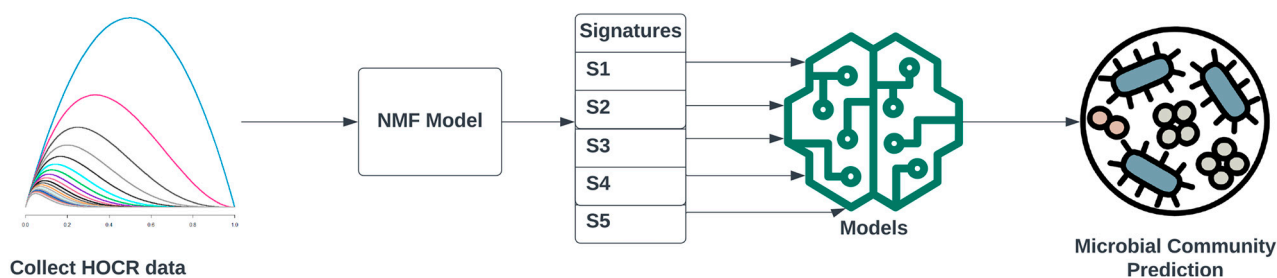 0.0 0.2 0.4 0.6 0.8 1.0
Collect HOCR data
NMF Model
Signatures
S1
S2
S3
S4
S5
Models
Microbial Community
Prediction